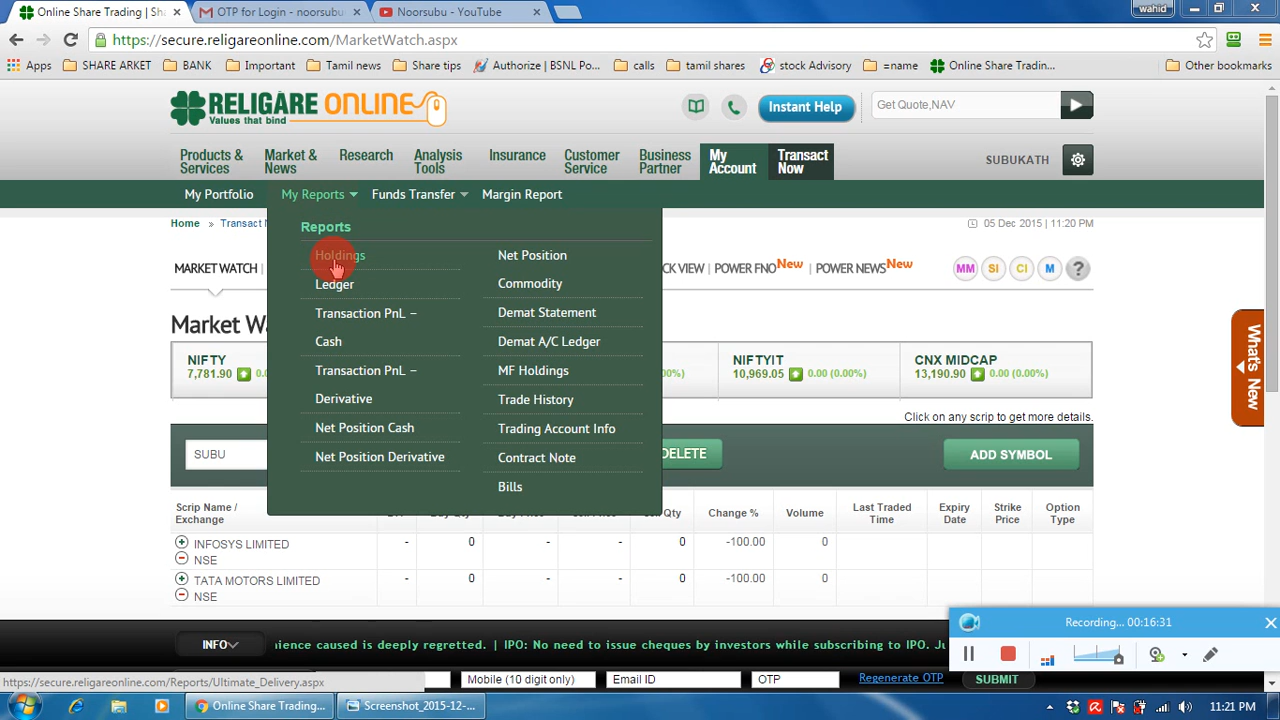 Online Share Trading | Sha
OTP for Login - noorsubu
Noorsubu - YouTube
wahid
https://secure.religareonline.com/MarketWatch.aspx
Apps
SHARE ARKET
BANK
Important
Tamil news
Share tips
Authorize | BSNL Po...
calls
tamil shares
stock Advisory
=name
Online Share Tradin...
Other bookmarks
RELIGARE ONLINE
Values that bind
Instant Help
Get Quote,NAV
Products & Services
Market & News
Research
Analysis Tools
Insurance
Customer Service
Business Partner
My Account
Transact Now
SUBUKATH
My Portfolio
My Reports
Funds Transfer
Margin Report
Home
Transact N
05 Dec 2015 | 11:20 PM
Reports
Holdings
Ledger
Transaction PnL –
Cash
Transaction PnL –
Derivative
Net Position Cash
Net Position Derivative
Net Position
Commodity
Demat Statement
Demat A/C Ledger
MF Holdings
Trade History
Trading Account Info
Contract Note
Bills
MARKET WATCH
CK VIEW | POWER FNO New | POWER NEWS New
MM
SI
CI
M
?
Market Wa
What's New
NIFTY
7,781.90
0.0
%)
NIFTYIT
10,969.05 0.00 (0.00%)
CNX MIDCAP
13,190.90 0.00 (0.00%)
Click on any scrip to get more details.
SUBU
DELETE
ADD SYMBOL
Scrip Name / Exchange
Change %
Volume
Last Traded Time
Expiry Date
Strike Price
Option Type
INFOSYS LIMITED
NSE
- 0 - - 0 -100.00 0
TATA MOTORS LIMITED
NSE
- 0 - - 0 -100.00 0
Recording... 00:16:31
INFO
nience caused is deeply regretted. | IPO: No need to issue cheques by investors while subscribing to IPO. Ju
https://secure.religareonline.com/Reports/Ultimate_Delivery.aspx
Mobile (10 digit only)
Email ID
OTP
Regenerate OTP
SUBMIT
Online Share Trading...
Screenshot_2015-12-...
11:21 PM